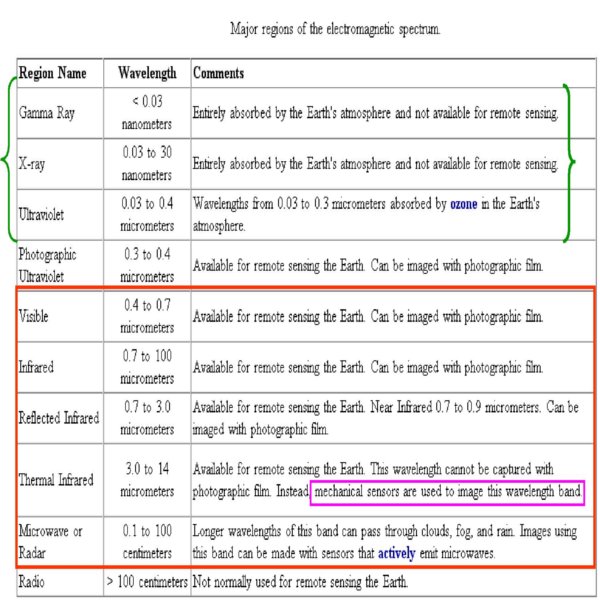 Major regions of the electromagnetic spectrum.
Region Name Wavelength Comments
Gamma Ray < 0.03 nanometers Entirely absorbed by the Earth's atmosphere and not available for remote sensing.
X-ray 0.03 to 30 nanometers Entirely absorbed by the Earth's atmosphere and not available for remote sensing.
Ultraviolet 0.03 to 0.4 micrometers Wavelengths from 0.03 to 0.3 micrometers absorbed by ozone in the Earth's
atmosphere.
Photographic Ultraviolet 0.3 to 0.4 micrometers Available for remote sensing the Earth. Can be imaged with photographic film.
Visible 0.4 to 0.7 micrometers Available for remote sensing the Earth. Can be imaged with photographic film.
Infrared 0.7 to 100 micrometers Available for remote sensing the Earth. Can be imaged with photographic film.
Reflected Infrared 0.7 to 3.0 micrometers Available for remote sensing the Earth. Near Infrared 0.7 to 0.9 micrometers. Can be
imaged with photographic film.
Thermal Infrared 3.0 to 14 micrometers Available for remote sensing the Earth. This wavelength cannot be captured with
photographic film. Instead, mechanical sensors are used to image this wavelength band.
Microwave or Radar 0.1 to 100 centimeters Longer wavelengths of this band can pass through clouds, fog, and rain. Images using
this band can be made with sensors that actively emit microwaves.
Radio > 100 centimeters Not normally used for remote sensing the Earth.